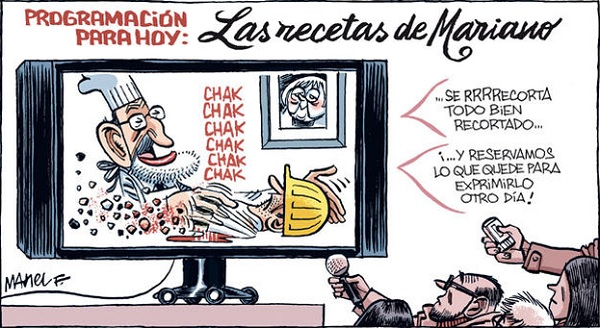 PROGRAMACIÓN
PARA HOY:
Las recetas de Mariano
CHAK
CHAK
CHAK
CHAK
CHAK
CHAK
...SE RRRRECORTA
TODO BIEN
RECORTADO...
¡...Y RESERVAMOS
LO QUE QUEDE PARA
EXPRIMIRLO
OTRO DÍA!
MANEL F.